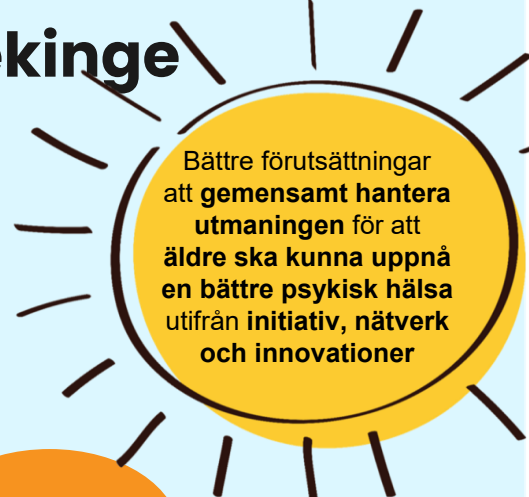 ekinge
Bättre förutsättningar
att gemensamt hantera
utmaningen för att
äldre ska kunna uppnå
en bättre psykisk hälsa
utifrån initiativ, nätverk
och innovationer